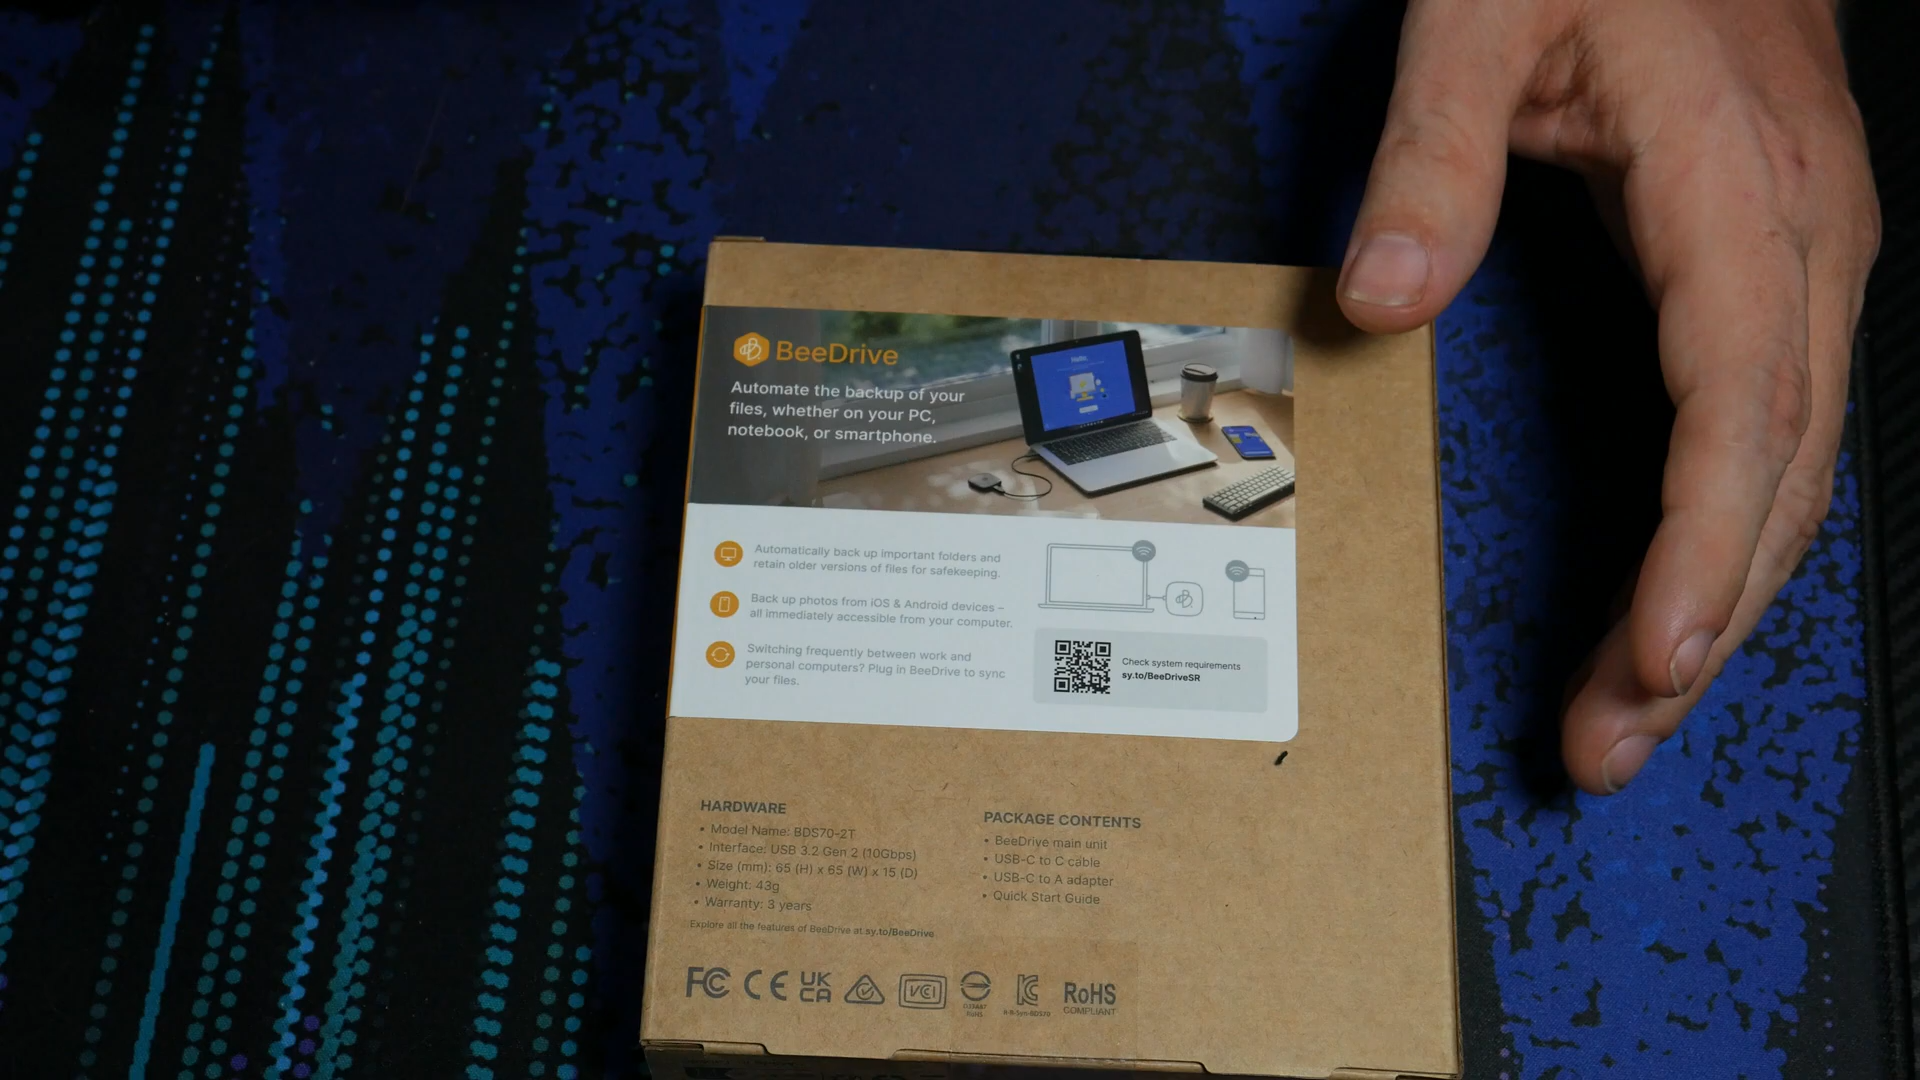 BeeDrive
Automate the backup of your
files, whether on your PC,
notebook, or smartphone.
Hello,
Automatically back up important folders and
retain older versions of files for safekeeping.
Back up photos from iOS & Android devices –
all immediately accessible from your computer.
Switching frequently between work and
personal computers? Plug in BeeDrive to sync
your files.
Check system requirements
sy.to/BeeDriveSR
HARDWARE
• Model Name: BDS70-2T
• Interface: USB 3.2 Gen 2 (10Gbps)
• Size (mm): 65 (H) x 65 (W) x 15 (D)
• Weight: 43g
• Warranty: 3 years
Explore all the features of BeeDrive at sy.to/BeeDrive
PACKAGE CONTENTS
• BeeDrive main unit
• USB-C to C cable
• USB-C to A adapter
• Quick Start Guide
FC CE UK
CA
VCI
RoHS
COMPLIANT